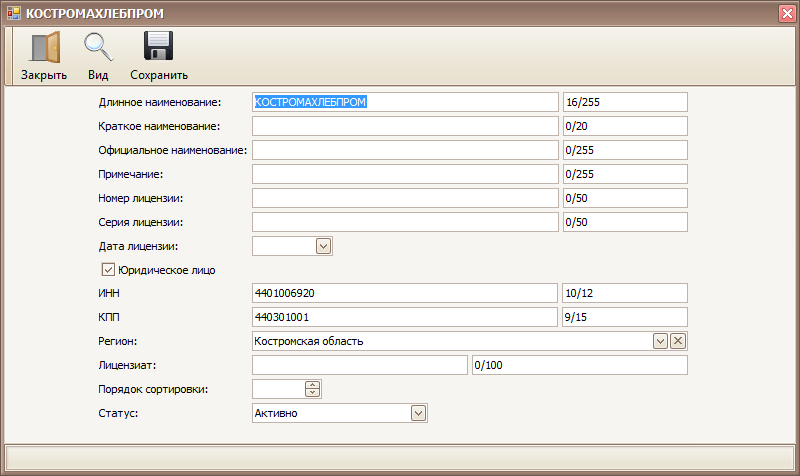 КОСТРОМАХЛЕБПРОМ
Закрыть Вид Сохранить
Длинное наименование: КОСТРОМАХЛЕБПРОМ 16/255
Краткое наименование: 0/20
Официальное наименование: 0/255
Примечание: 0/255
Номер лицензии: 0/50
Серия лицензии: 0/50
Дата лицензии:
Юридическое лицо
ИНН 4401006920 10/12
КПП 440301001 9/15
Регион: Костромская область
Лицензиат: 0/100
Порядок сортировки:
Статус: Активно